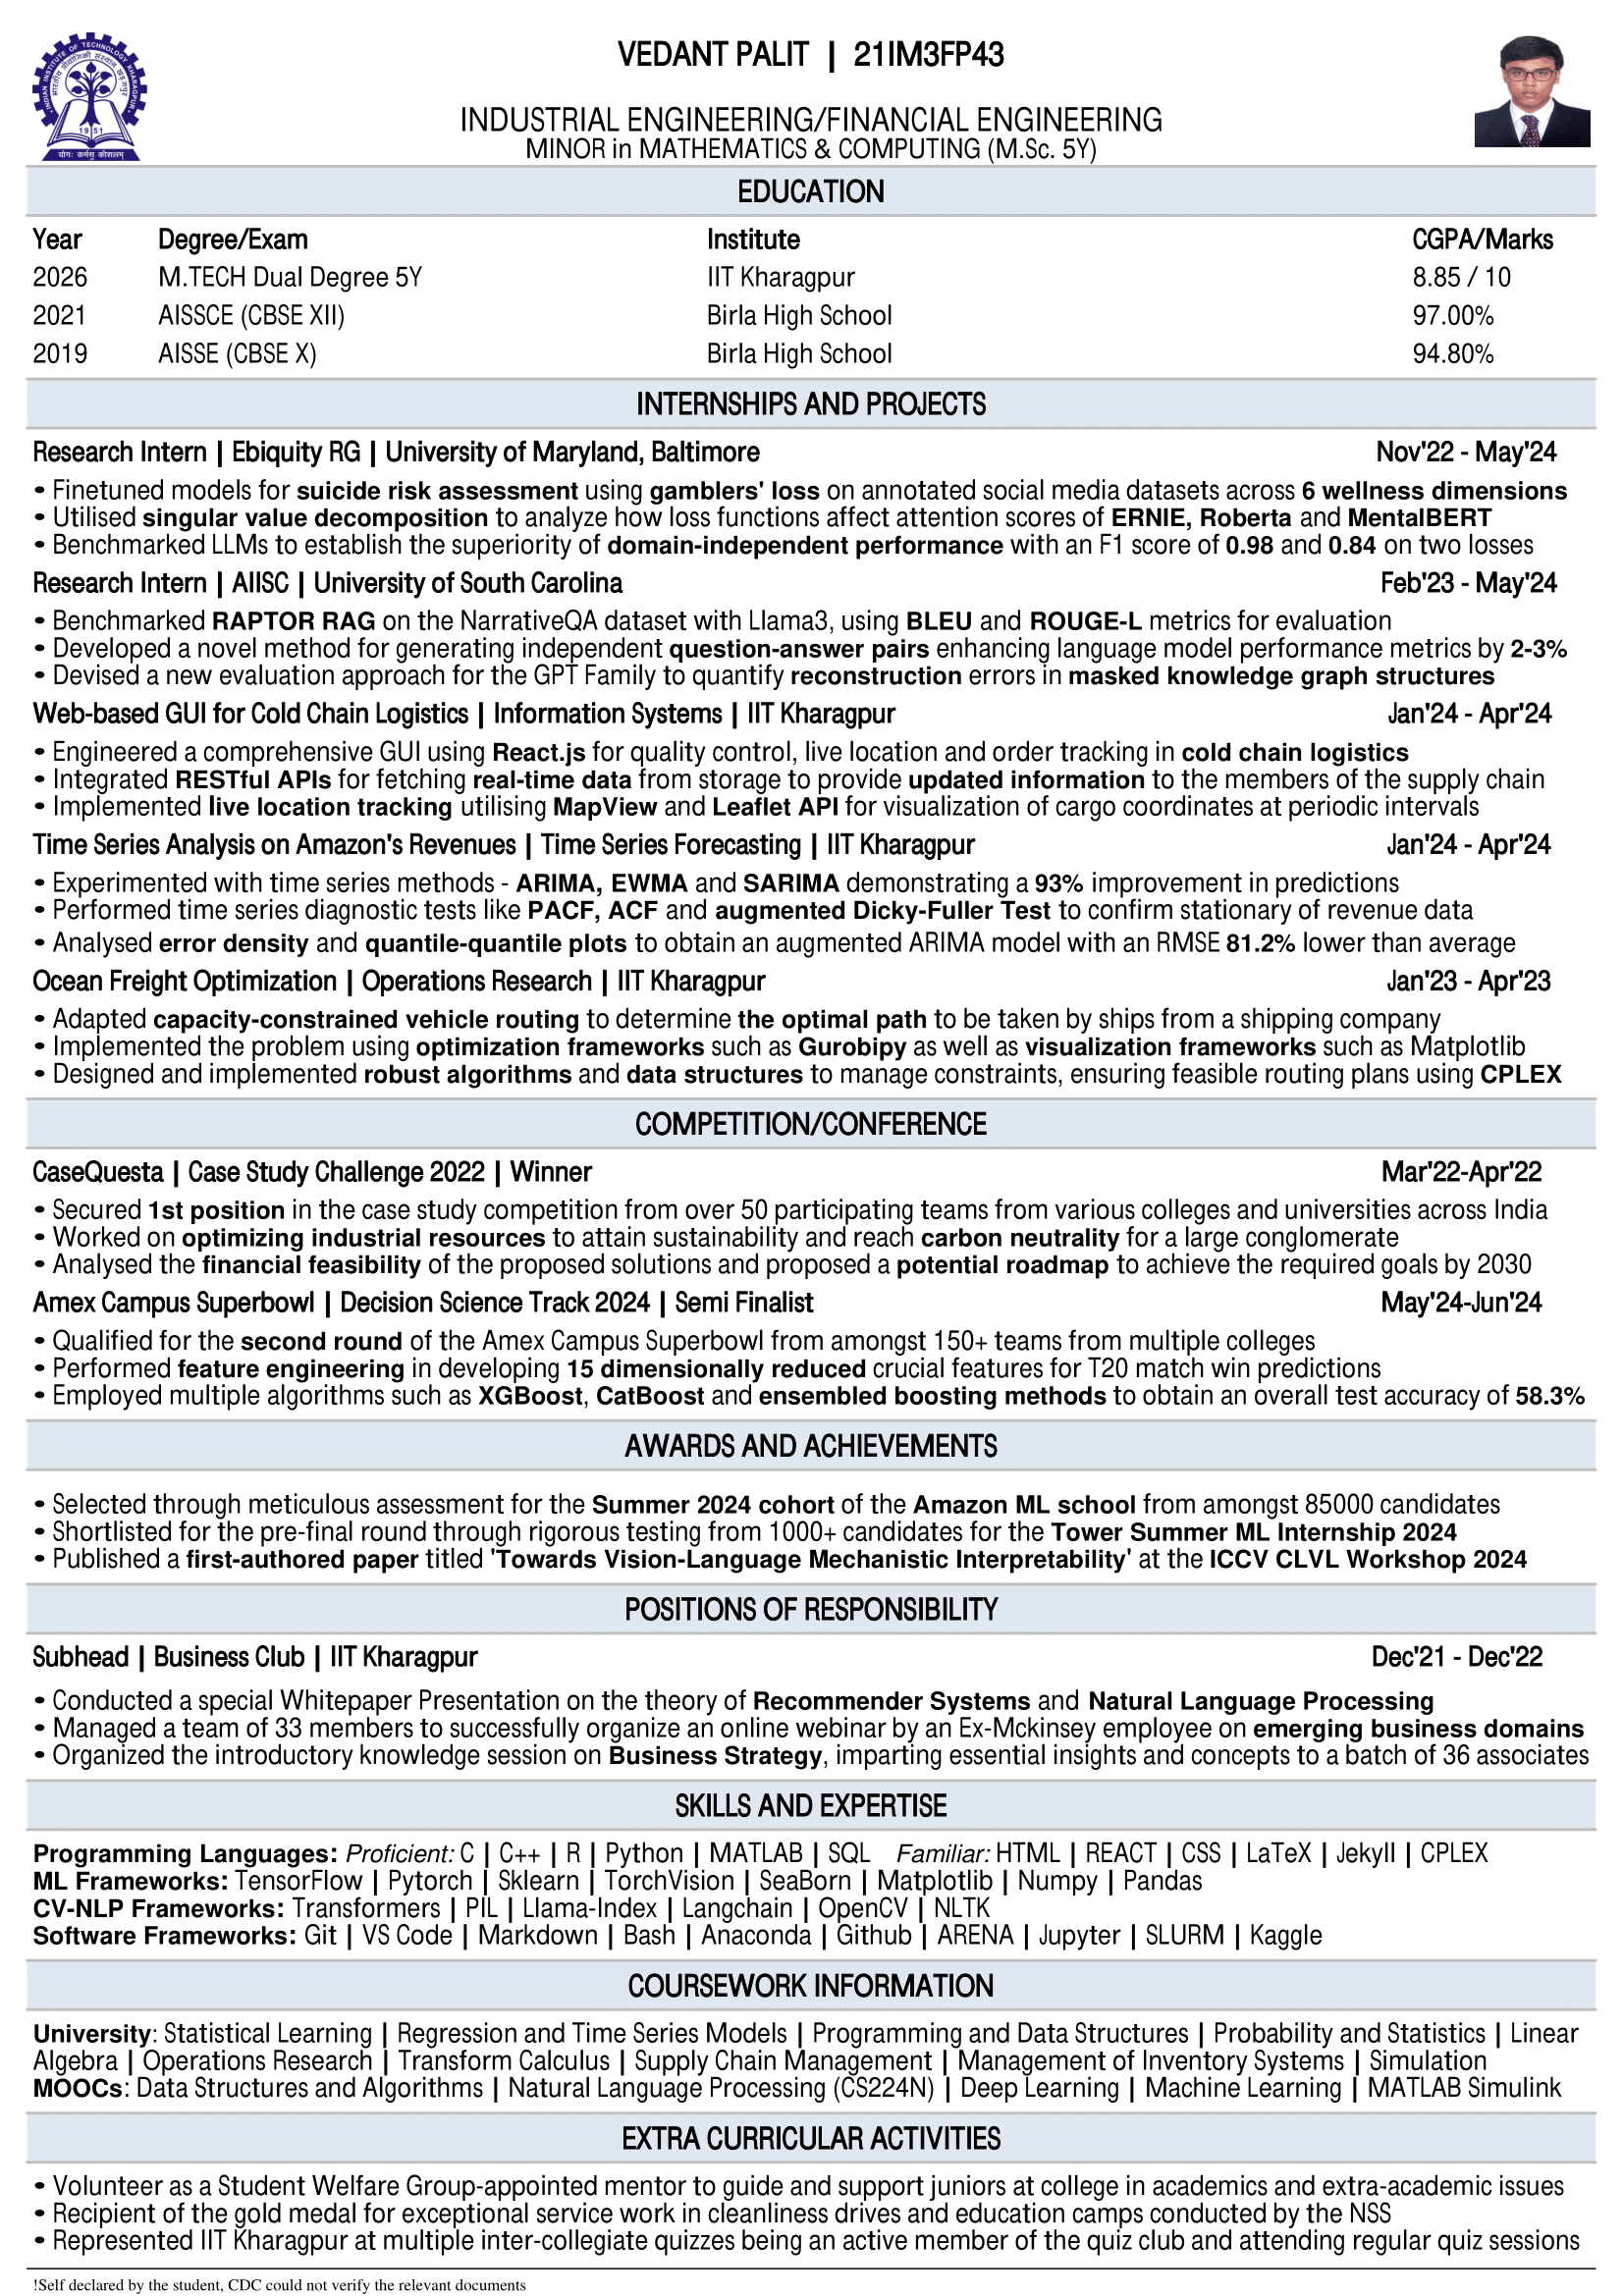 INDIAN INSTITUTE OF TECHNOLOGY KHARAGPUR
भारतीय प्रौद्योगिकी संस्थान खड़गपुर
1951
योगः कर्मसु कौशलम्
VEDANT PALIT | 21IM3FP43
INDUSTRIAL ENGINEERING/FINANCIAL ENGINEERING
MINOR in MATHEMATICS & COMPUTING (M.Sc. 5Y)
EDUCATION
Year Degree/Exam Institute CGPA/Marks
2026 M.TECH Dual Degree 5Y IIT Kharagpur 8.85 / 10
2021 AISSCE (CBSE XII) Birla High School 97.00%
2019 AISSE (CBSE X) Birla High School 94.80%
INTERNSHIPS AND PROJECTS
Research Intern | Ebiquity RG | University of Maryland, Baltimore Nov'22 - May'24
• Finetuned models for suicide risk assessment using gamblers' loss on annotated social media datasets across 6 wellness dimensions
• Utilised singular value decomposition to analyze how loss functions affect attention scores of ERNIE, Roberta and MentalBERT
• Benchmarked LLMs to establish the superiority of domain-independent performance with an F1 score of 0.98 and 0.84 on two losses
Research Intern | AIISC | University of South Carolina Feb'23 - May'24
• Benchmarked RAPTOR RAG on the NarrativeQA dataset with Llama3, using BLEU and ROUGE-L metrics for evaluation
• Developed a novel method for generating independent question-answer pairs enhancing language model performance metrics by 2-3%
• Devised a new evaluation approach for the GPT Family to quantify reconstruction errors in masked knowledge graph structures
Web-based GUI for Cold Chain Logistics | Information Systems | IIT Kharagpur Jan'24 - Apr'24
• Engineered a comprehensive GUI using React.js for quality control, live location and order tracking in cold chain logistics
• Integrated RESTful APIs for fetching real-time data from storage to provide updated information to the members of the supply chain
• Implemented live location tracking utilising MapView and Leaflet API for visualization of cargo coordinates at periodic intervals
Time Series Analysis on Amazon's Revenues | Time Series Forecasting | IIT Kharagpur Jan'24 - Apr'24
• Experimented with time series methods - ARIMA, EWMA and SARIMA demonstrating a 93% improvement in predictions
• Performed time series diagnostic tests like PACF, ACF and augmented Dicky-Fuller Test to confirm stationary of revenue data
• Analysed error density and quantile-quantile plots to obtain an augmented ARIMA model with an RMSE 81.2% lower than average
Ocean Freight Optimization | Operations Research | IIT Kharagpur Jan'23 - Apr'23
• Adapted capacity-constrained vehicle routing to determine the optimal path to be taken by ships from a shipping company
• Implemented the problem using optimization frameworks such as Gurobipy as well as visualization frameworks such as Matplotlib
• Designed and implemented robust algorithms and data structures to manage constraints, ensuring feasible routing plans using CPLEX
COMPETITION/CONFERENCE
CaseQuesta | Case Study Challenge 2022 | Winner Mar'22-Apr'22
• Secured 1st position in the case study competition from over 50 participating teams from various colleges and universities across India
• Worked on optimizing industrial resources to attain sustainability and reach carbon neutrality for a large conglomerate
• Analysed the financial feasibility of the proposed solutions and proposed a potential roadmap to achieve the required goals by 2030
Amex Campus Superbowl | Decision Science Track 2024 | Semi Finalist May'24-Jun'24
• Qualified for the second round of the Amex Campus Superbowl from amongst 150+ teams from multiple colleges
• Performed feature engineering in developing 15 dimensionally reduced crucial features for T20 match win predictions
• Employed multiple algorithms such as XGBoost, CatBoost and ensembled boosting methods to obtain an overall test accuracy of 58.3%
AWARDS AND ACHIEVEMENTS
• Selected through meticulous assessment for the Summer 2024 cohort of the Amazon ML school from amongst 85000 candidates
• Shortlisted for the pre-final round through rigorous testing from 1000+ candidates for the Tower Summer ML Internship 2024
• Published a first-authored paper titled 'Towards Vision-Language Mechanistic Interpretability' at the ICCV CLVL Workshop 2024
POSITIONS OF RESPONSIBILITY
Subhead | Business Club | IIT Kharagpur Dec'21 - Dec'22
• Conducted a special Whitepaper Presentation on the theory of Recommender Systems and Natural Language Processing
• Managed a team of 33 members to successfully organize an online webinar by an Ex-Mckinsey employee on emerging business domains
• Organized the introductory knowledge session on Business Strategy, imparting essential insights and concepts to a batch of 36 associates
SKILLS AND EXPERTISE
Programming Languages: Proficient: C | C++ | R | Python | MATLAB | SQL Familiar: HTML | REACT | CSS | LaTeX | Jekyll | CPLEX
ML Frameworks: TensorFlow | Pytorch | Sklearn | TorchVision | SeaBorn | Matplotlib | Numpy | Pandas
CV-NLP Frameworks: Transformers | PIL | Llama-Index | Langchain | OpenCV | NLTK
Software Frameworks: Git | VS Code | Markdown | Bash | Anaconda | Github | ARENA | Jupyter | SLURM | Kaggle
COURSEWORK INFORMATION
University: Statistical Learning | Regression and Time Series Models | Programming and Data Structures | Probability and Statistics | Linear
Algebra | Operations Research | Transform Calculus | Supply Chain Management | Management of Inventory Systems | Simulation
MOOCs: Data Structures and Algorithms | Natural Language Processing (CS224N) | Deep Learning | Machine Learning | MATLAB Simulink
EXTRA CURRICULAR ACTIVITIES
• Volunteer as a Student Welfare Group-appointed mentor to guide and support juniors at college in academics and extra-academic issues
• Recipient of the gold medal for exceptional service work in cleanliness drives and education camps conducted by the NSS
• Represented IIT Kharagpur at multiple inter-collegiate quizzes being an active member of the quiz club and attending regular quiz sessions
!Self declared by the student, CDC could not verify the relevant documents